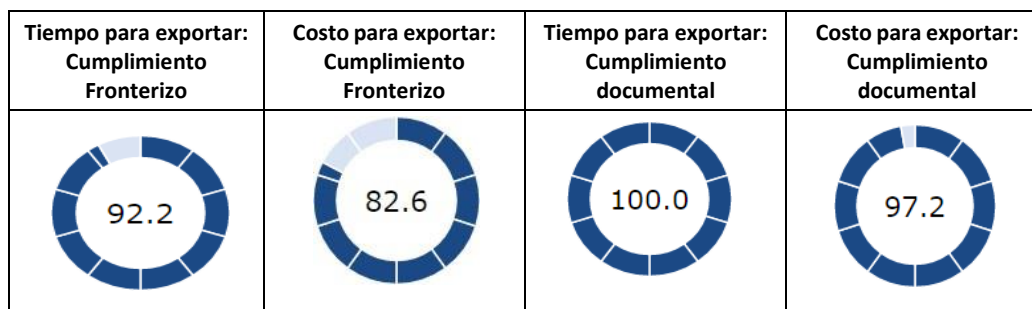 Tiempo para exportar:
Cumplimiento
Fronterizo
Costo para exportar:
Cumplimiento
Fronterizo
Tiempo para exportar:
Cumplimiento
documental
Costo para exportar:
Cumplimiento
documental
92.2
82.6
100.0
97.2